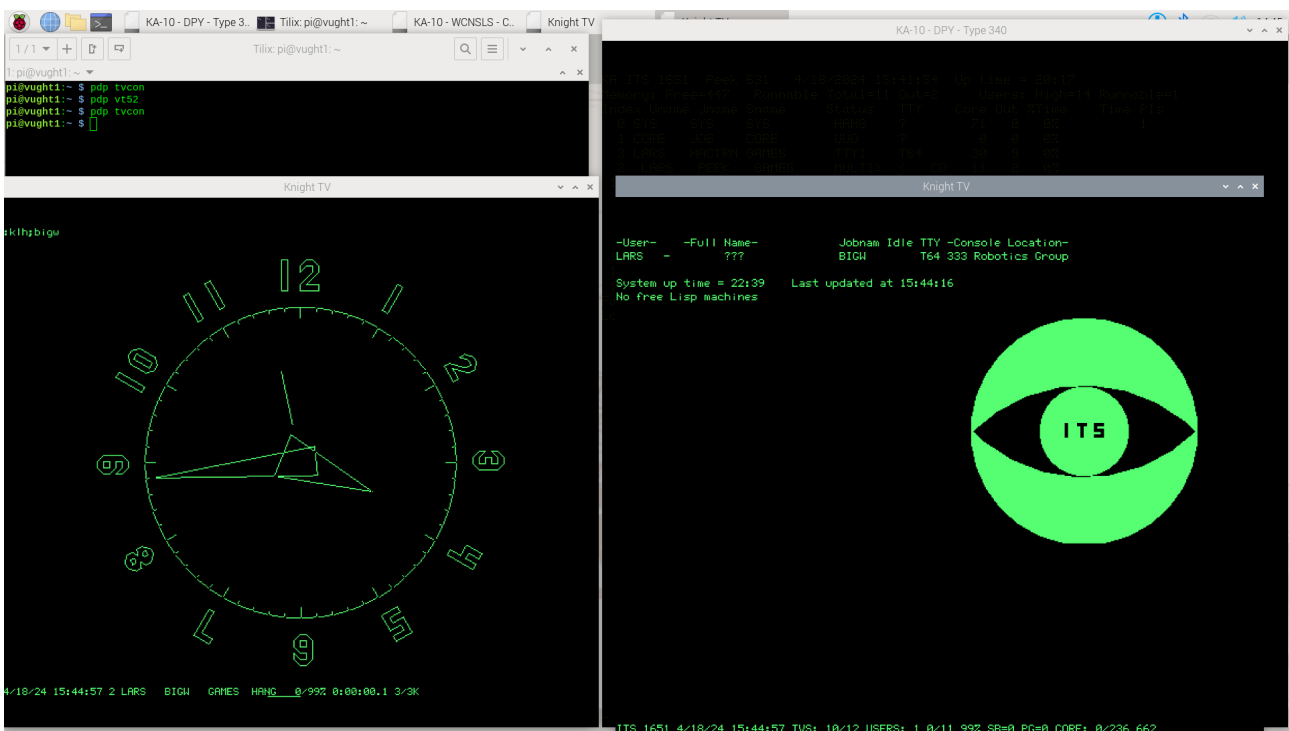 KA-10 - DPY - Type 3..
Tilix: pi@vught1: ~
KA-10 - WCNSLS - C..
Knight TV
KA-10 - DPY - Type 340
1 / 1
Tilix: pi@vught1: ~
1: pi@vught1: ~
pi@vught1:~ $ pdp tvcon
pi@vught1:~ $ pdp vt52
pi@vught1:~ $ pdp tvcon
pi@vught1:~ $
Knight TV
:klh;bigw
12
1
2
3
4
5
6
7
8
9
10
11
4/18/24 15:44:57 2 LARS BIGW GAMES HANG 0/99% 0:00:00.1 3/3K
Knight TV
-User- -Full Name- Jobnam Idle TTY -Console Location-
LARS - ??? BIGW T64 333 Robotics Group
System up time = 22:39 Last updated at 15:44:16
No free Lisp machines
ITS
ITS 1651 4/18/24 15:44:57 TVS: 10/12 USERS: 1 0/11 99% SB=0 PG=0 CORE: 0/236 662